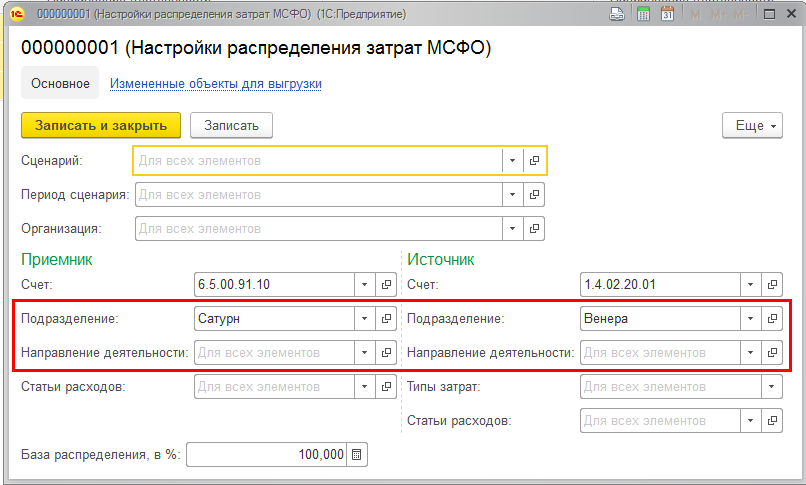 000000001 (Настройки распределения затрат МСФО) (1С:Предприятие)
31 M M+ M-
000000001 (Настройки распределения затрат МСФО)
Основное Измененные объекты для выгрузки
Записать и закрыть Записать Еще
Сценарий: Для всех элементов
Период сценария: Для всех элементов
Организация: Для всех элементов
Приемник Источник
Счет: 6.5.00.91.10 Счет: 1.4.02.20.01
Подразделение: Сатурн Подразделение: Венера
Направление деятельности: Для всех элементов Направление деятельности: Для всех элементов
Статьи расходов: Для всех элементов Типы затрат: Для всех элементов
Статьи расходов: Для всех элементов
База распределения, в %: 100,000